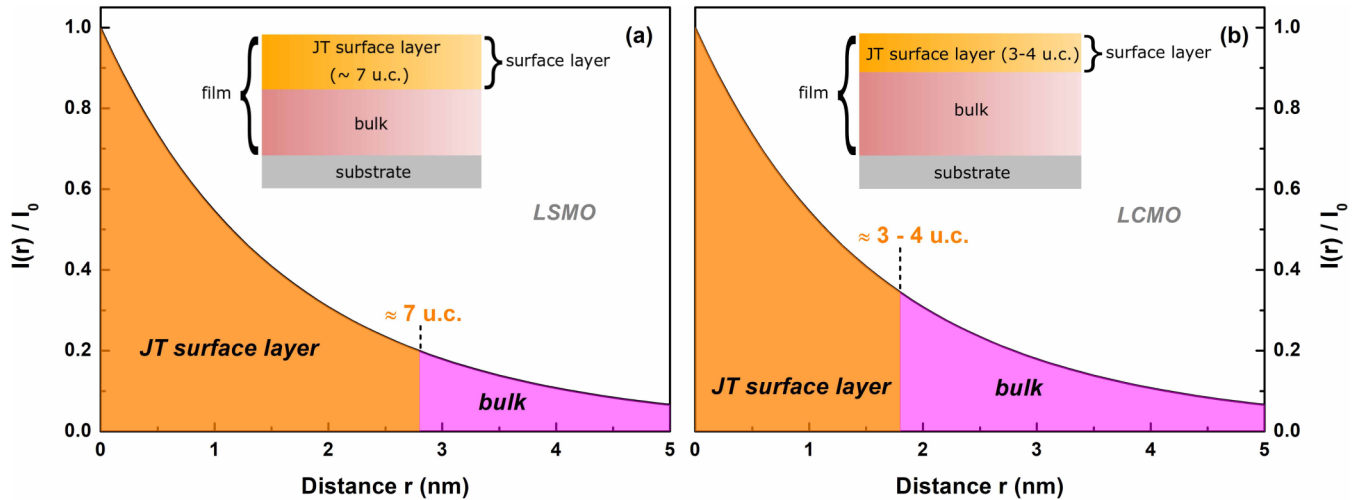 (a)
JT surface layer
(~ 7 u.c.)
surface layer
film
bulk
substrate
LSMO
≈ 7 u.c.
JT surface layer
bulk
I(r) / I0
1.0
0.8
0.6
0.4
0.2
0.0
0 1 2 3 4 5
Distance r (nm)
(b)
JT surface layer (3-4 u.c.)
surface layer
film
bulk
substrate
LCMO
≈ 3 - 4 u.c.
JT surface layer
bulk
I(r) / I0
1.0
0.8
0.6
0.4
0.2
0.0
0 1 2 3 4 5
Distance r (nm)